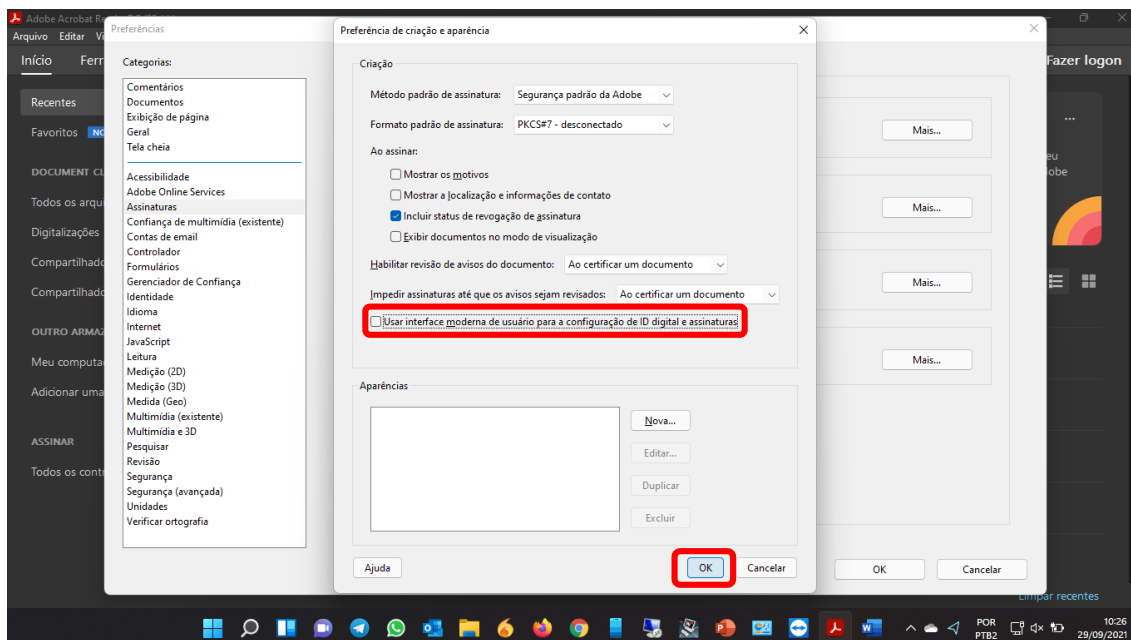 Adobe Acrobat Re
Arquivo Editar Vi
Início Ferr
Fazer logon
Recentes
Favoritos NO
DOCUMENT CL
Todos os arqui
Digitalizações
Compartilhado
Compartilhado
OUTRO ARMAZ
Meu computa
Adicionar uma
ASSINAR
Todos os contr
Preferências
Categorias:
Comentários
Documentos
Exibição de página
Geral
Tela cheia
Acessibilidade
Adobe Online Services
Assinaturas
Confiança de multimídia (existente)
Contas de email
Controlador
Formulários
Gerenciador de Confiança
Identidade
Idioma
Internet
JavaScript
Leitura
Medição (2D)
Medição (3D)
Medida (Geo)
Multimídia (existente)
Multimídia e 3D
Pesquisar
Revisão
Segurança
Segurança (avançada)
Unidades
Verificar ortografia
Preferência de criação e aparência
Criação
Método padrão de assinatura: Segurança padrão da Adobe
Formato padrão de assinatura: PKCS#7 - desconectado
Ao assinar:
Mostrar os motivos
Mostrar a localização e informações de contato
Incluir status de revogação de assinatura
Exibir documentos no modo de visualização
Habilitar revisão de avisos do documento: Ao certificar um documento
Impedir assinaturas até que os avisos sejam revisados: Ao certificar um documento
Usar interface moderna de usuário para a configuração de ID digital e assinaturas
Aparências
Nova...
Editar...
Duplicar
Excluir
Ajuda OK Cancelar
Mais...
Mais...
Mais...
Mais...
OK Cancelar
eu
obe
Limpar recentes
POR
PTB2
10:26
29/09/2021